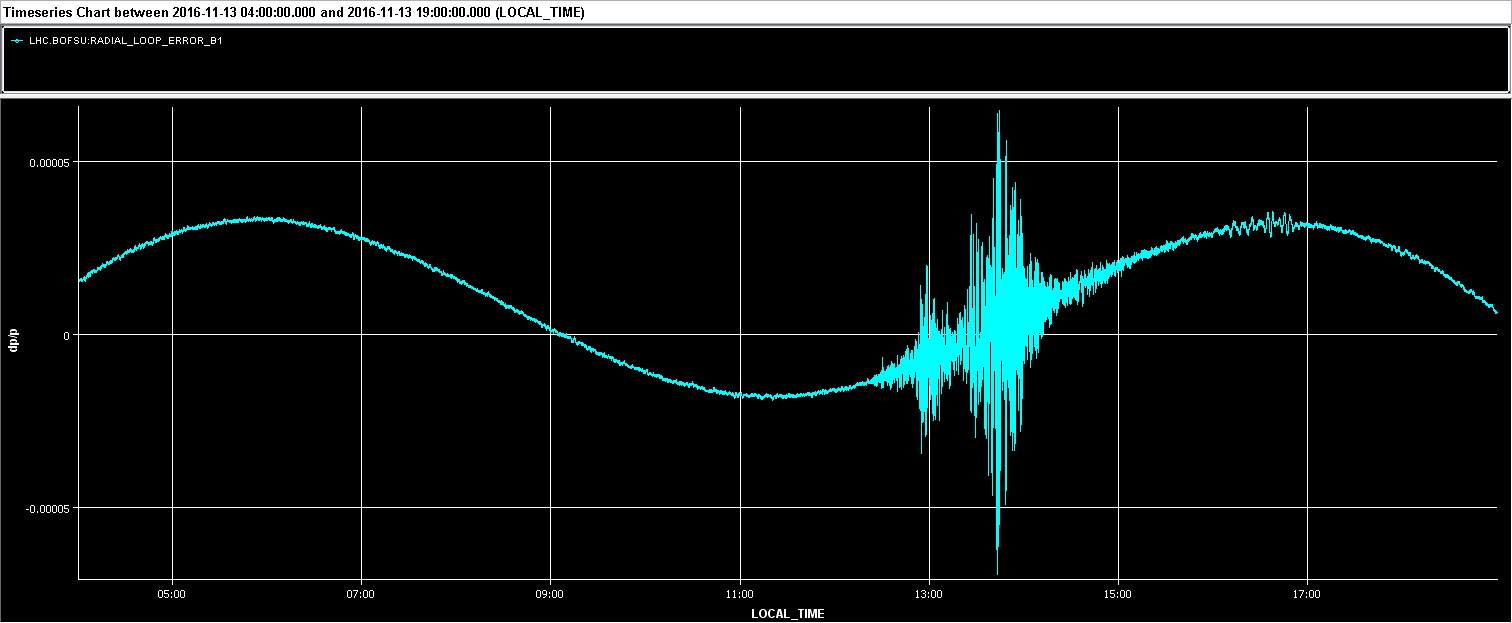 Timeseries Chart between 2016-11-13 04:00:00.000 and 2016-11-13 19:00:00.000 (LOCAL_TIME)
LHC.BOFSU:RADIAL_LOOP_ERROR_B1
0.00005
0
-0.00005
dp/p
05:00 07:00 09:00 11:00 13:00 15:00 17:00
LOCAL_TIME